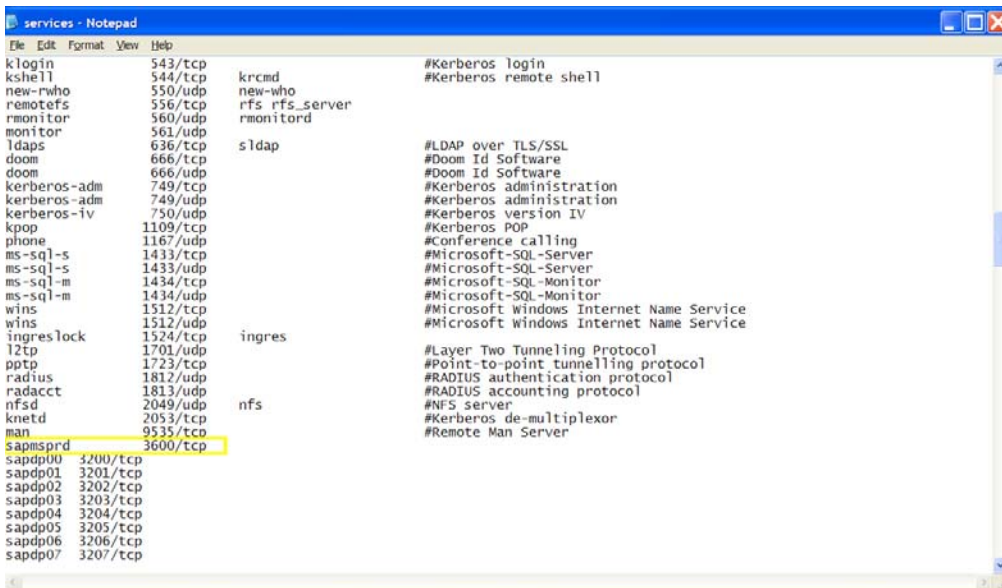 services - Notepad
File Edit Format View Help
klogin 543/tcp #Kerberos login
kshell 544/tcp krcmd #Kerberos remote shell
new-rwho 550/udp new-who
remotefs 556/tcp rfs rfs_server
rmonitor 560/udp rmonitord
monitor 561/udp
ldaps 636/tcp sldap #LDAP over TLS/SSL
doom 666/tcp #Doom Id Software
doom 666/udp #Doom Id Software
kerberos-adm 749/tcp #Kerberos administration
kerberos-adm 749/udp #Kerberos administration
kerberos-iv 750/udp #Kerberos version IV
kpop 1109/tcp #Kerberos POP
phone 1167/udp #Conference calling
ms-sql-s 1433/tcp #Microsoft-SQL-Server
ms-sql-s 1433/udp #Microsoft-SQL-Server
ms-sql-m 1434/tcp #Microsoft-SQL-Monitor
ms-sql-m 1434/udp #Microsoft-SQL-Monitor
wins 1512/tcp #Microsoft Windows Internet Name Service
wins 1512/udp #Microsoft Windows Internet Name Service
ingreslock 1524/tcp ingres
l2tp 1701/udp #Layer Two Tunneling Protocol
pptp 1723/tcp #Point-to-point tunnelling protocol
radius 1812/udp #RADIUS authentication protocol
radacct 1813/udp #RADIUS accounting protocol
nfsd 2049/udp nfs #NFS server
knetd 2053/tcp #Kerberos de-multiplexor
man 9535/tcp #Remote Man Server
sapmsprd 3600/tcp
sapdp00 3200/tcp
sapdp01 3201/tcp
sapdp02 3202/tcp
sapdp03 3203/tcp
sapdp04 3204/tcp
sapdp05 3205/tcp
sapdp06 3206/tcp
sapdp07 3207/tcp